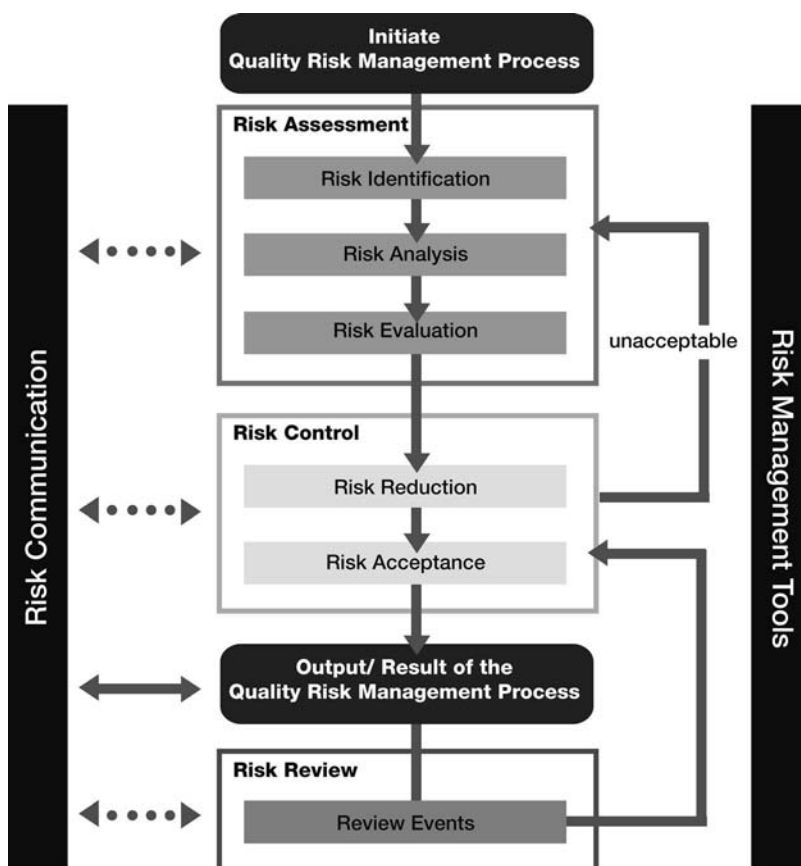 Initiate
Quality Risk Management Process
Risk Assessment
Risk Identification
Risk Analysis
Risk Evaluation
unacceptable
Risk Control
Risk Reduction
Risk Acceptance
Output/ Result of the
Quality Risk Management Process
Risk Review
Review Events
Risk Communication
Risk Management Tools